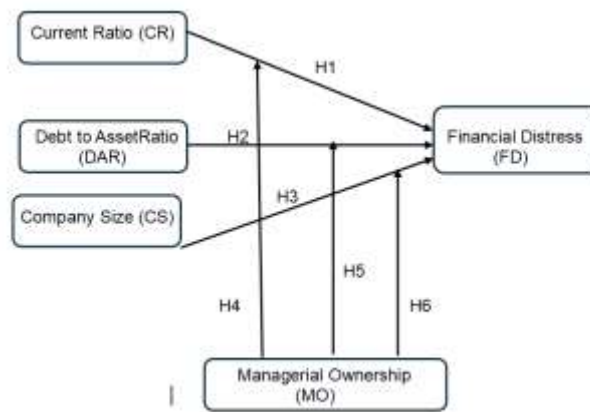 Current Ratio (CR)
H1
Debt to AssetRatio
(DAR)
H2
Financial Distress
(FD)
Company Size (CS)
H3
H5
H4
H6
Managerial Ownership
(MO)